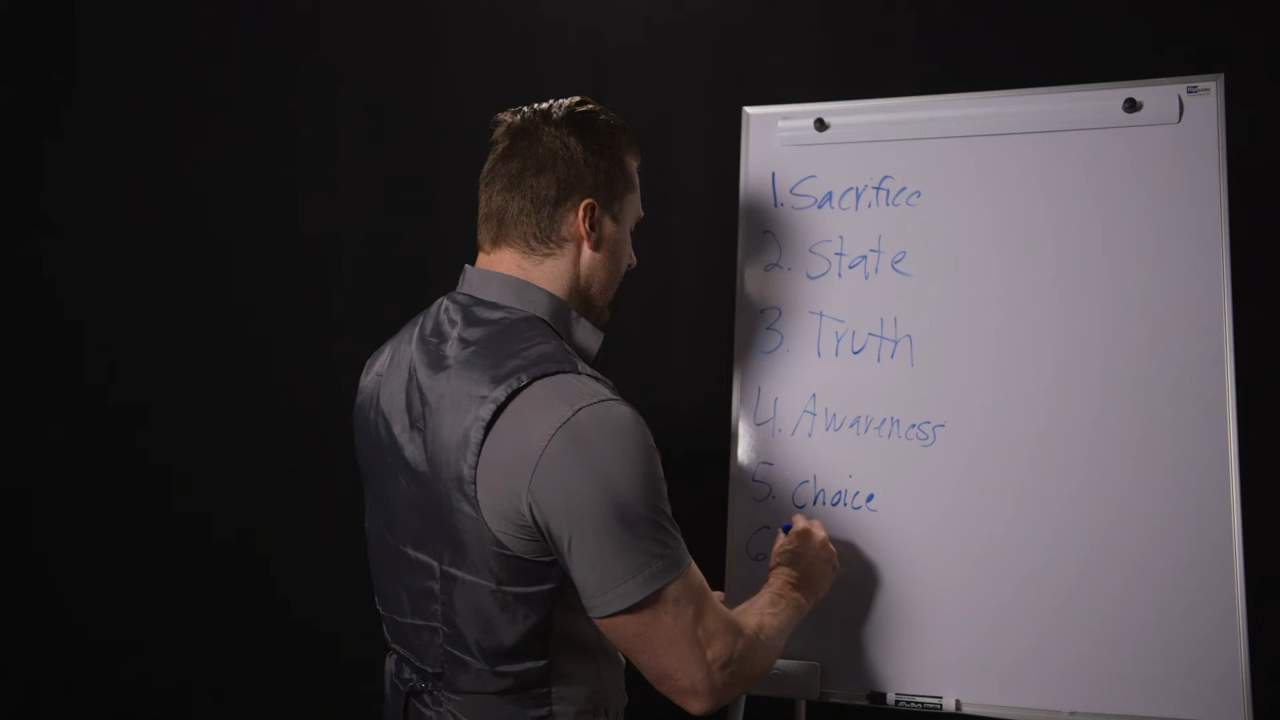 1. Sacrifice
2. State
3. Truth
4. Awareness
5. Choice
6